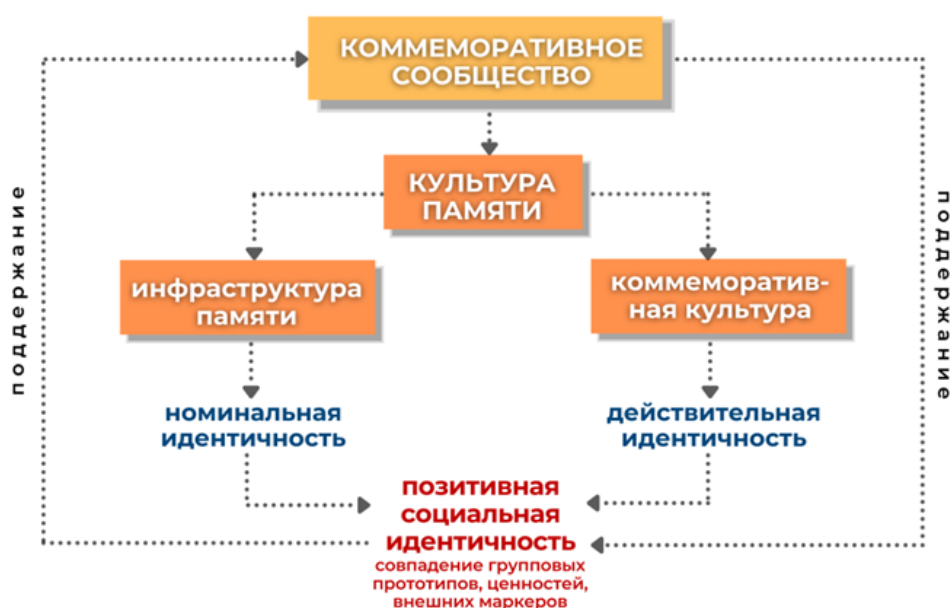 КОММЕМОРАТИВНОЕ
СООБЩЕСТВО
КУЛЬТУРА
ПАМЯТИ
инфраструктура
памяти
коммеморатив-
ная культура
поддержание
поддержание
номинальная
идентичность
действительная
идентичность
позитивная
социальная
идентичность
совпадение групповых
прототипов, ценностей,
внешних маркеров